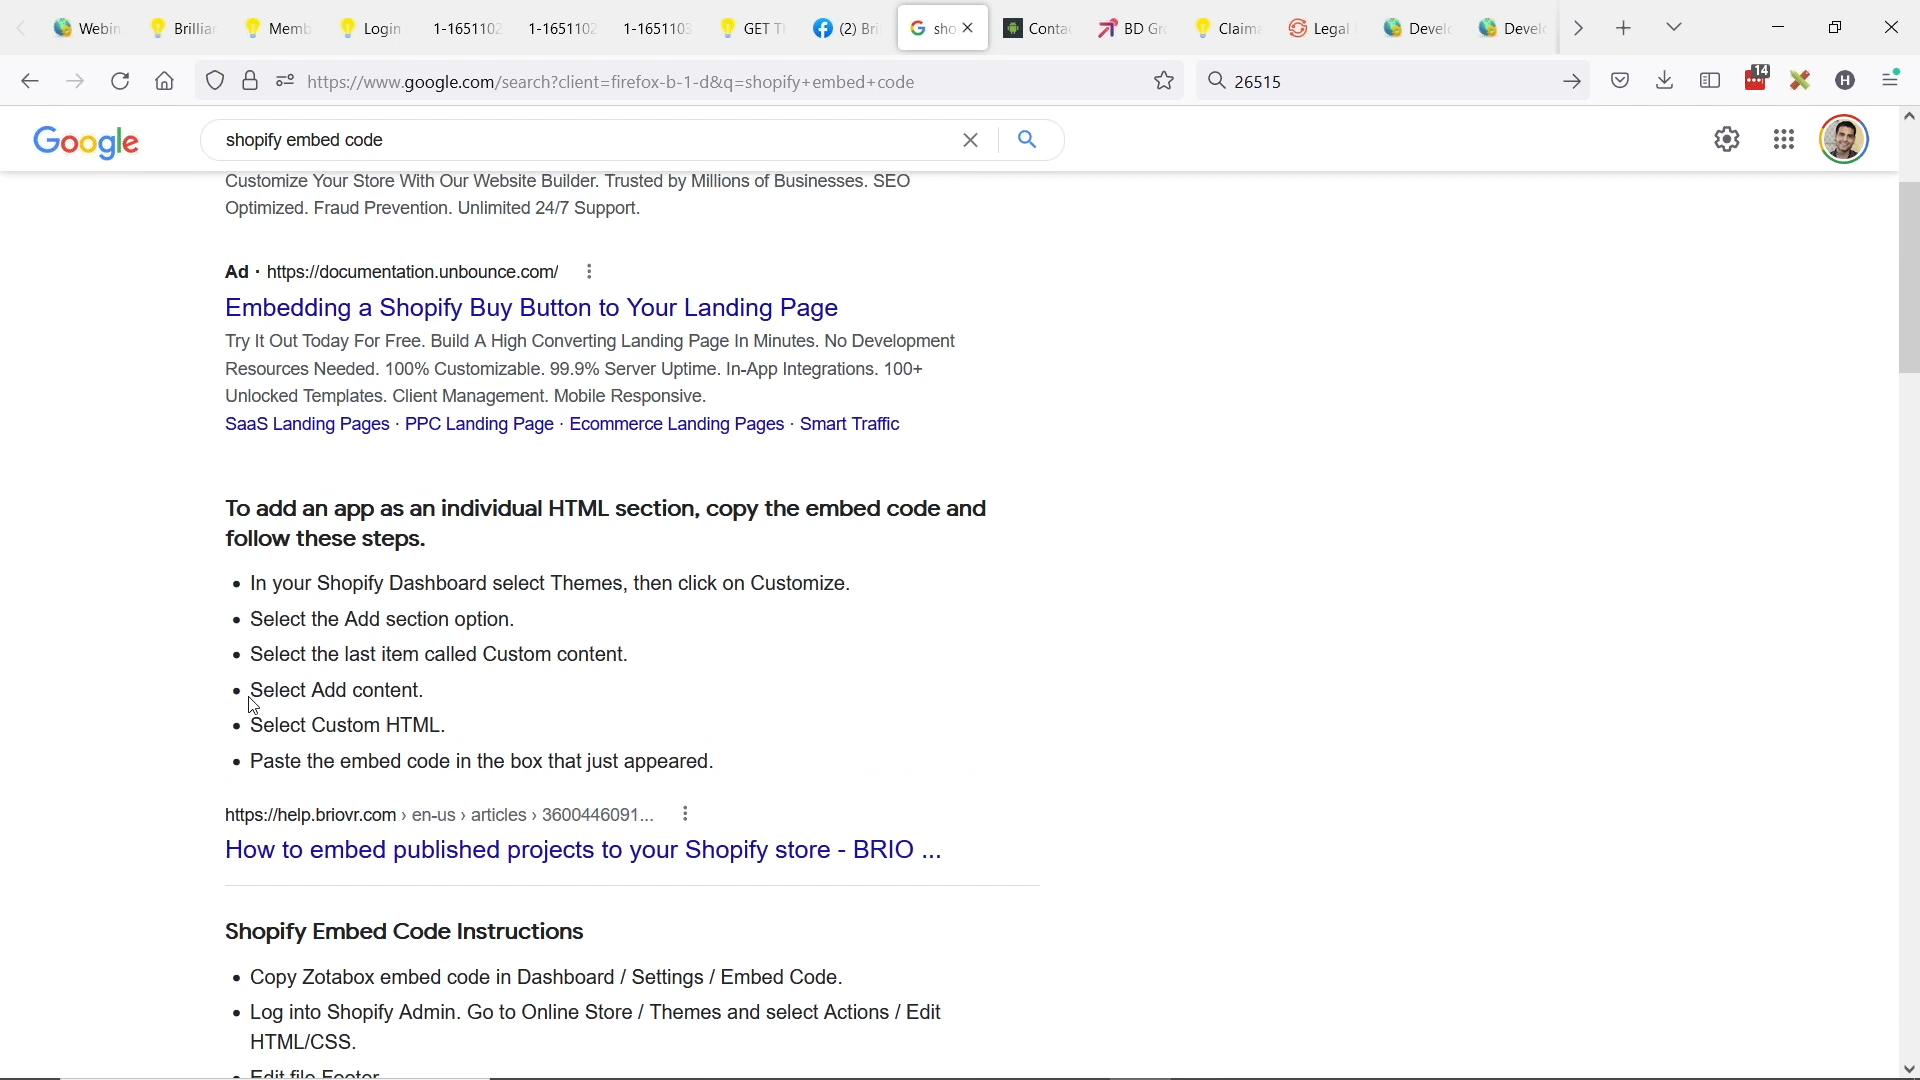 Webin
Brillian
Memb
Login
1-1651102
1-1651102
1-1651103
GET T
(2) Bri
sho
Conta
BD Gr
Claima
Legal
Develo
Develo
https://www.google.com/search?client=firefox-b-1-d&q=shopify+embed+code
26515
14
H
Google
shopify embed code
Customize Your Store With Our Website Builder. Trusted by Millions of Businesses. SEO
Optimized. Fraud Prevention. Unlimited 24/7 Support.
Ad · https://documentation.unbounce.com/
Embedding a Shopify Buy Button to Your Landing Page
Try It Out Today For Free. Build A High Converting Landing Page In Minutes. No Development
Resources Needed. 100% Customizable. 99.9% Server Uptime. In-App Integrations. 100+
Unlocked Templates. Client Management. Mobile Responsive.
SaaS Landing Pages · PPC Landing Page · Ecommerce Landing Pages · Smart Traffic
To add an app as an individual HTML section, copy the embed code and
follow these steps.
• In your Shopify Dashboard select Themes, then click on Customize.
• Select the Add section option.
• Select the last item called Custom content.
• Select Add content.
• Select Custom HTML.
• Paste the embed code in the box that just appeared.
https://help.briovr.com › en-us › articles › 3600446091...
How to embed published projects to your Shopify store - BRIO ...
Shopify Embed Code Instructions
• Copy Zotabox embed code in Dashboard / Settings / Embed Code.
• Log into Shopify Admin. Go to Online Store / Themes and select Actions / Edit
HTML/CSS.
• Edit file Footer